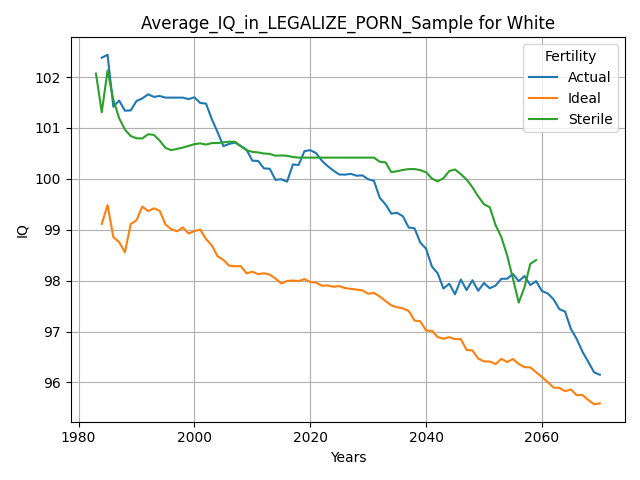 Average_IQ_in_LEGALIZE_PORN_Sample for White
Fertility
Actual
Ideal
Sterile
IQ
102
101
100
99
98
97
96
1980
2000
2020
2040
2060
Years